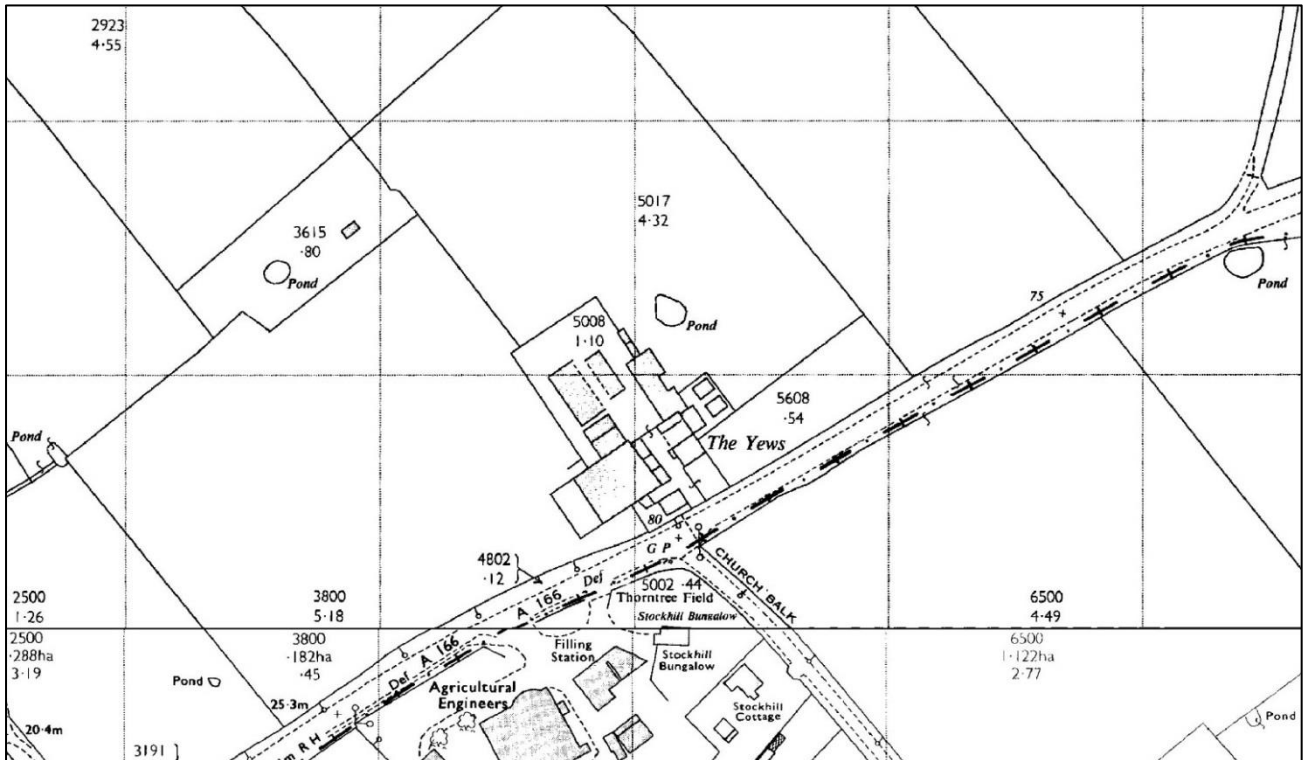 2923
4·55
5017
4·32
3615
·80
Pond
5008
1·10
Pond
75
Pond
5608
·54
Pond
The Yews
80
G P
4802
·12
Def
A 166
CHURCH BALK
5002 ·44
Thorntree Field
Stockhill Bungalow
2500
1·26
3800
5·18
6500
4·49
2500
·288ha
3·19
3800
·182ha
·45
6500
1·122ha
2·77
Filling
Station
Stockhill
Bungalow
Def
A 166
Pond
Agricultural
Engineers
25·3m
Stockhill
Cottage
Pond
20·4m
3191
R H